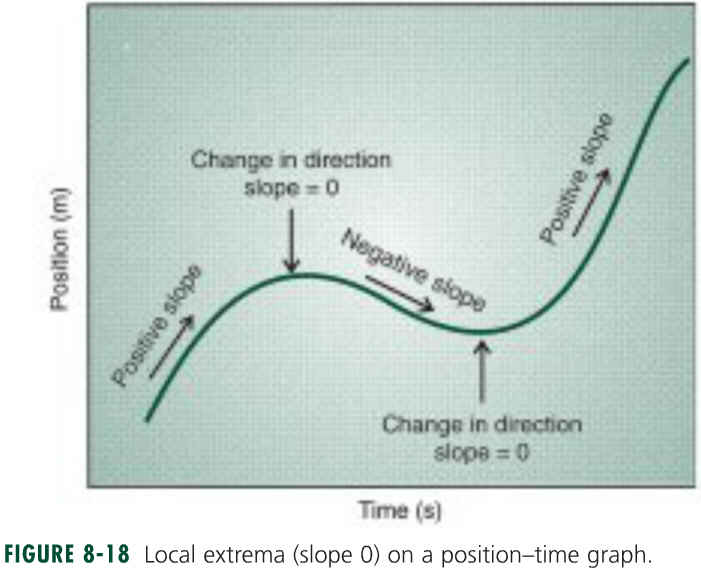 Change in direction
slope = 0
Positive slope
Negative slope
Positive slope
Change in direction
slope = 0
Position (m)
Time (s)
FIGURE 8-18 Local extrema (slope 0) on a position–time graph.